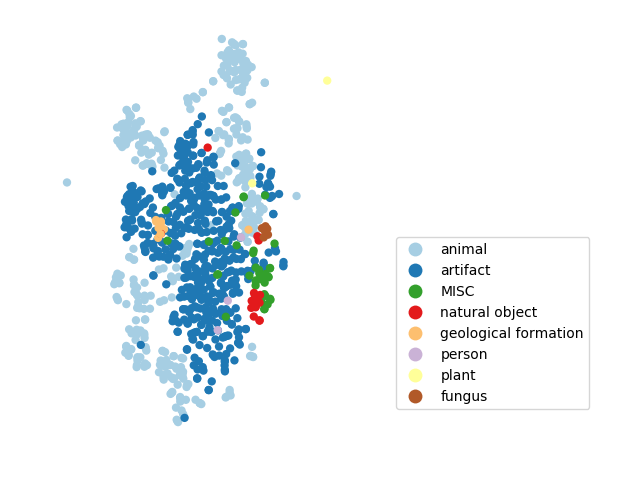 animal
artifact
MISC
natural object
geological formation
person
plant
fungus